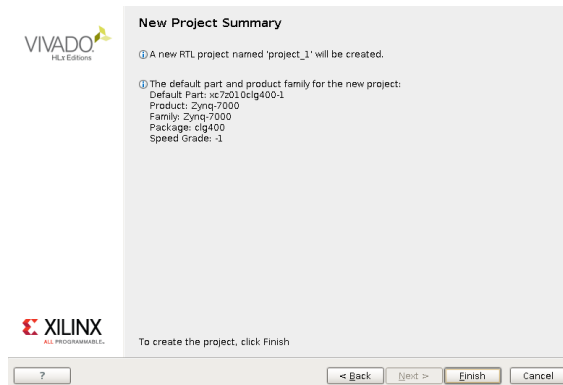 New Project Summary
VIVADO.
HLx Editions
A new RTL project named 'project_1' will be created.
The default part and product family for the new project:
Default Part: xc7z010clg400-1
Product: Zynq-7000
Family: Zynq-7000
Package: clg400
Speed Grade: -1
XILINX
ALL PROGRAMMABLE.
To create the project, click Finish
?
< Back
Next >
Finish
Cancel